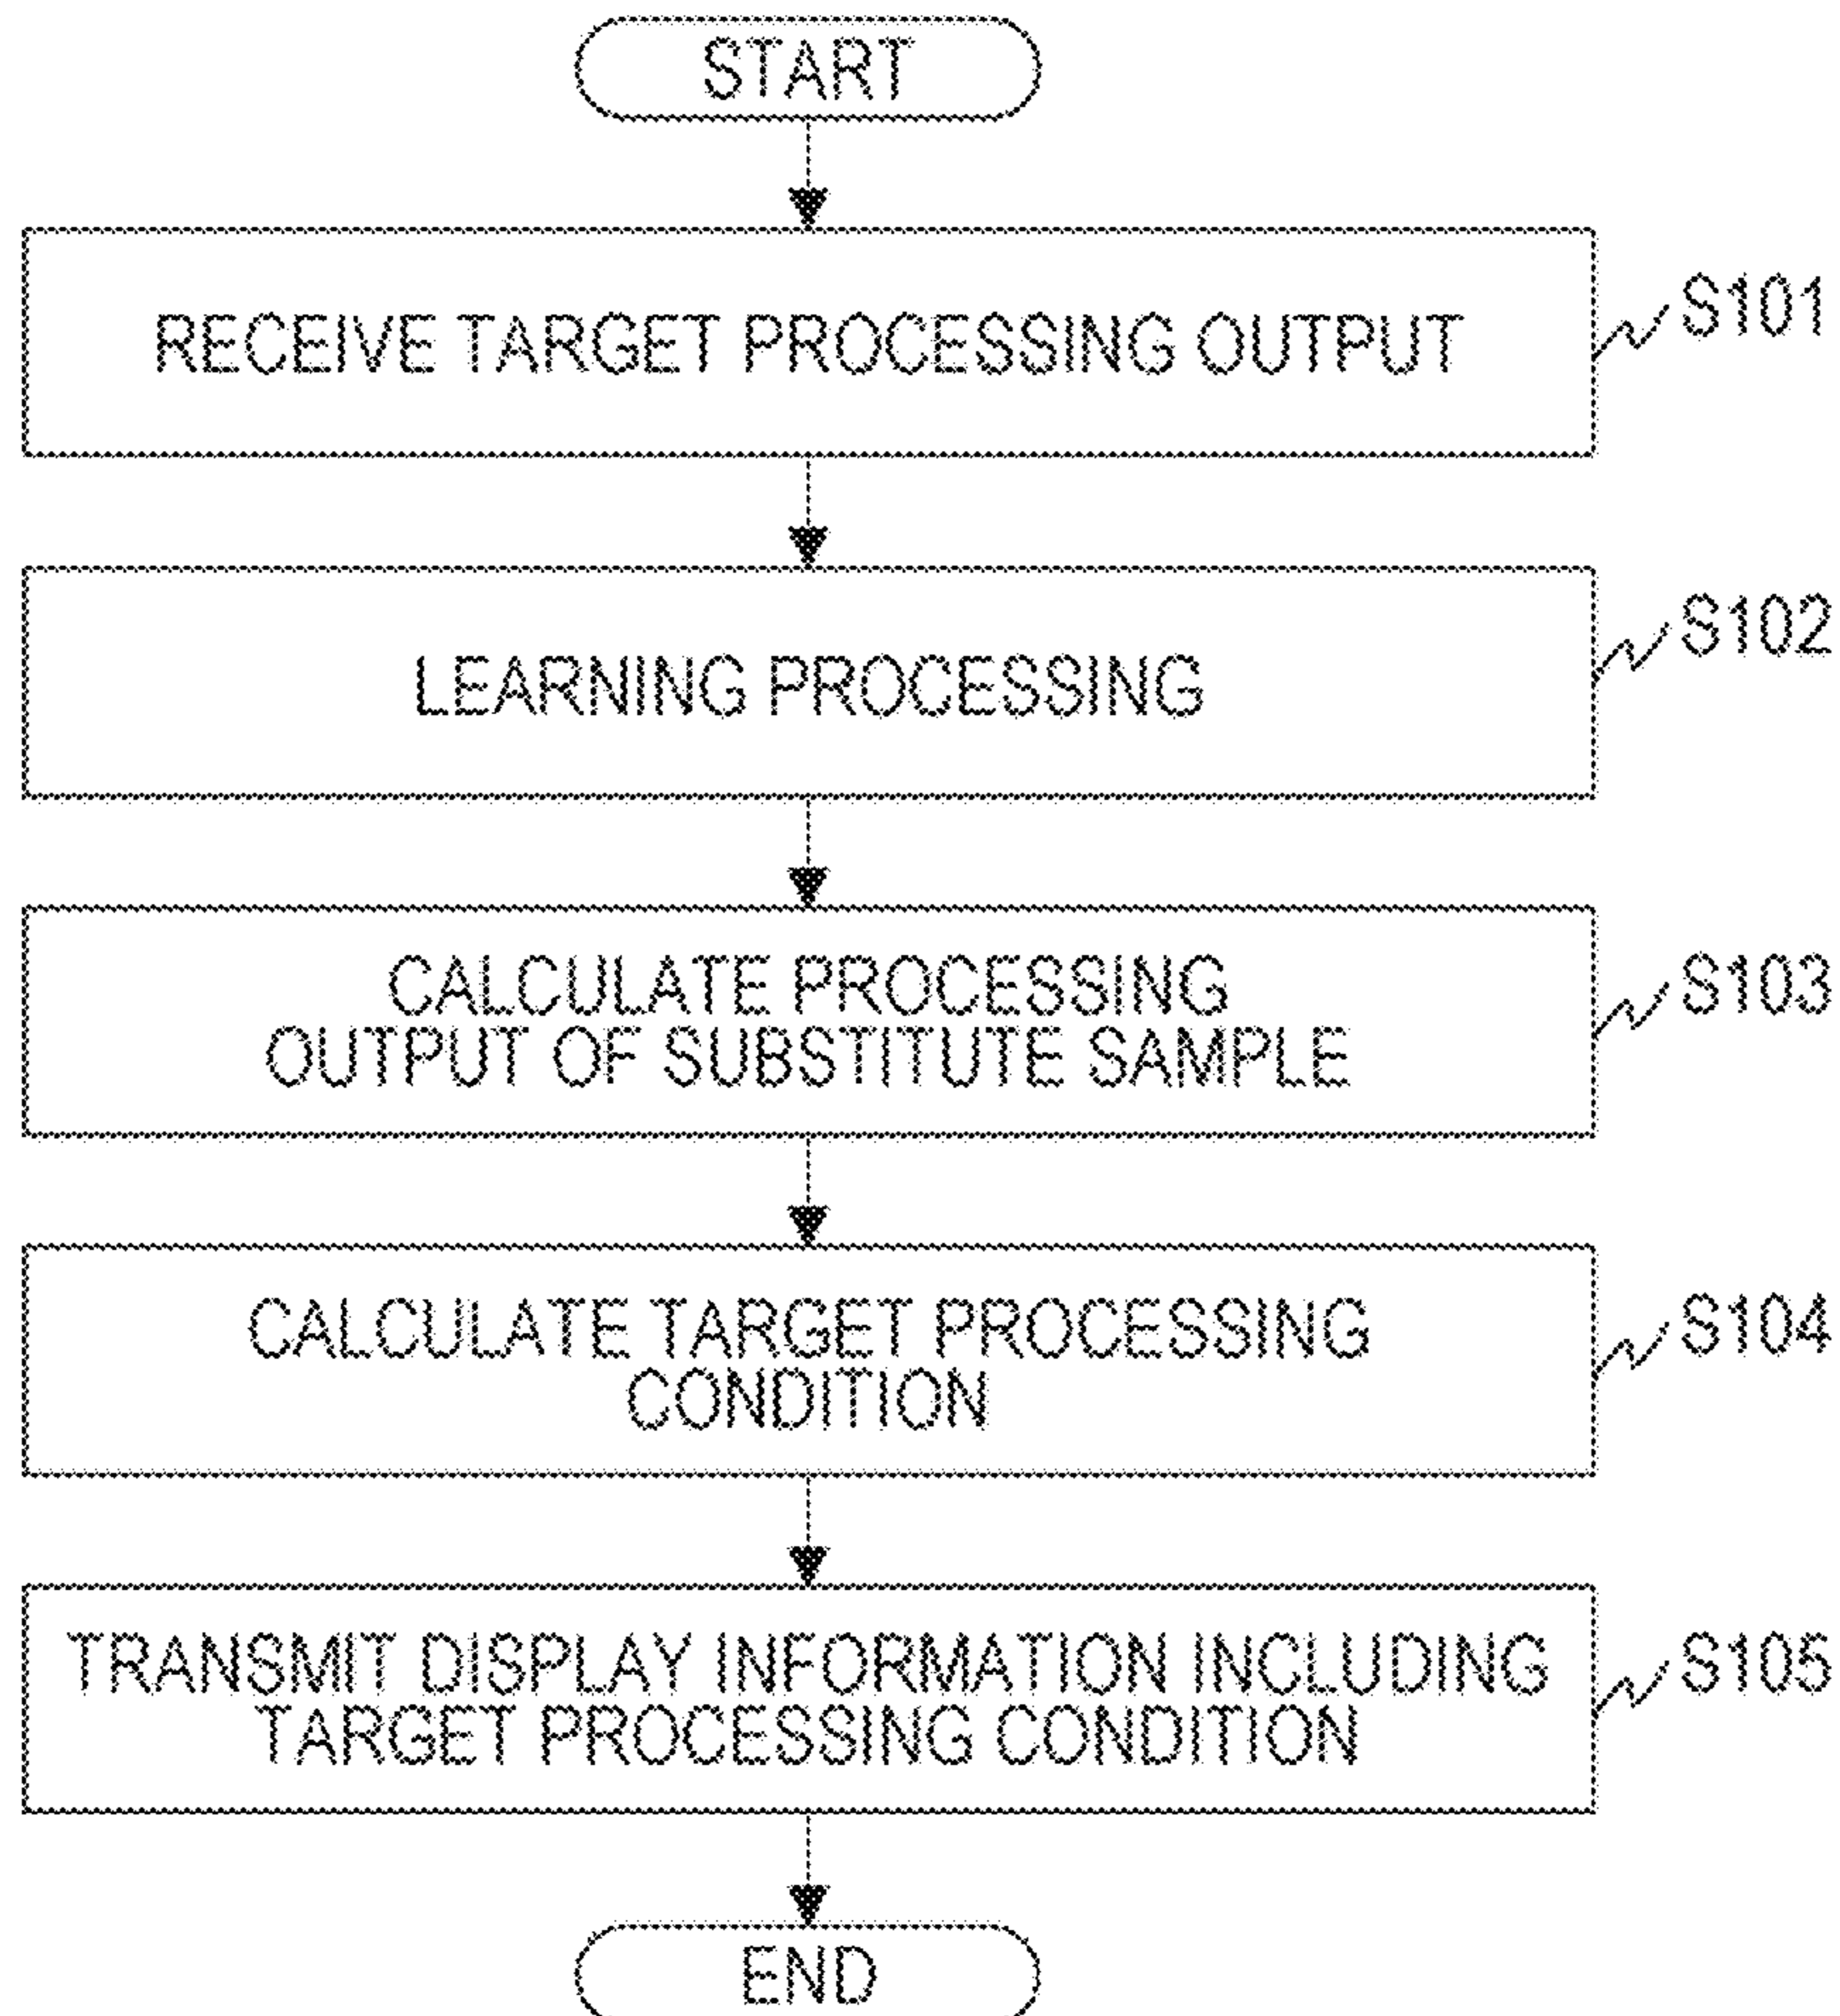 START
RECEIVE TARGET PROCESSING OUTPUT
S101
LEARNING PROCESSING
S102
CALCULATE PROCESSING
OUTPUT OF SUBSTITUTE SAMPLE
S103
CALCULATE TARGET PROCESSING
CONDITION
S104
TRANSMIT DISPLAY INFORMATION INCLUDING
TARGET PROCESSING CONDITION
S105
END